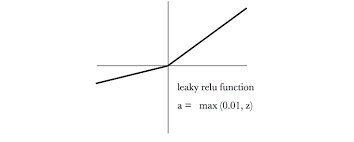 leaky relu function
a = max (0.01, z)